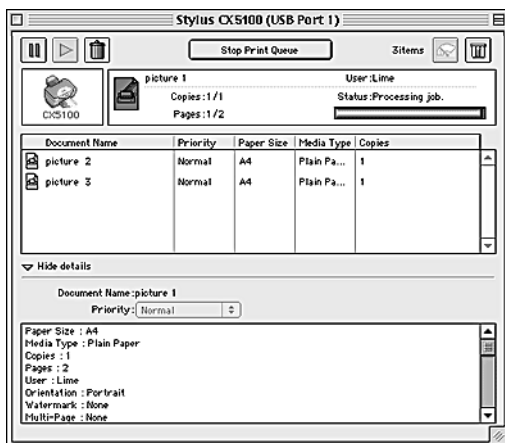 Stylus CX5100 (USB Port 1)
Stop Print Queue
3items
CX5100
picture 1
User:Lime
Copies:1/1
Status:Processing job.
Pages:1/2
Document Name Priority Paper Size Media Type Copies
picture 2 Normal A4 Plain Pa... 1
picture 3 Normal A4 Plain Pa... 1
Hide details
Document Name:picture 1
Priority: Normal
Paper Size : A4
Media Type : Plain Paper
Copies : 1
Pages : 2
User : Lime
Orientation : Portrait
Watermark : None
Multi-Page : None